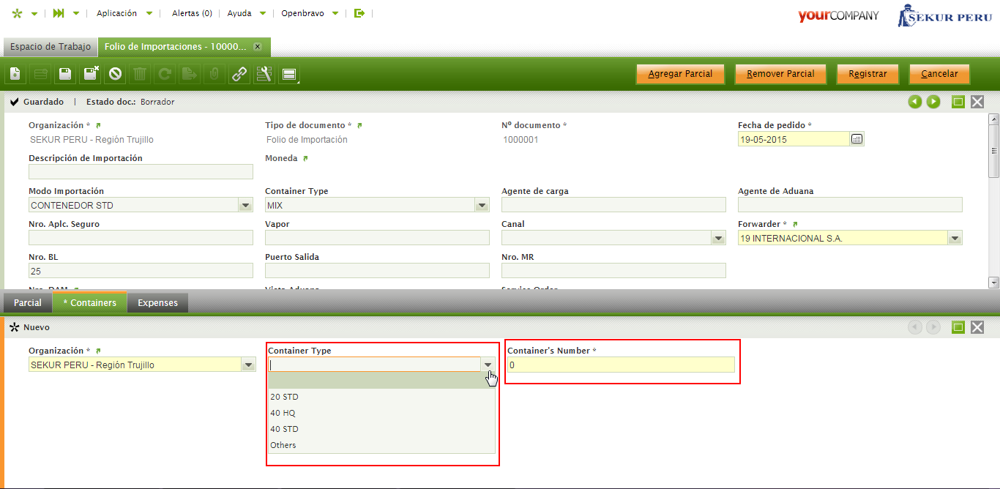 Aplicación Alertas (0) Ayuda Openbravo yourCOMPANY SEKUR PERU
Espacio de Trabajo Folio de Importaciones - 10000... x
Agregar Parcial Remover Parcial Registrar Cancelar
Guardado | Estado doc.: Borrador
Organización * Tipo de documento * Nº documento * Fecha de pedido *
SEKUR PERU - Región Trujillo Folio de Importación 1000001 19-05-2015
Descripción de Importación Moneda
Modo Importación Container Type Agente de carga Agente de Aduana
CONTENEDOR STD MIX
Nro. Aplc. Seguro Vapor Canal Forwarder *
19 INTERNACIONAL S.A.
Nro. BL Puerto Salida Nro. MR
25
Nro. DAM Vista Aduana Service Order
Parcial * Containers Expenses
Nuevo
Organización * Container Type Container's Number *
SEKUR PERU - Región Trujillo 0
20 STD
40 HQ
40 STD
Others